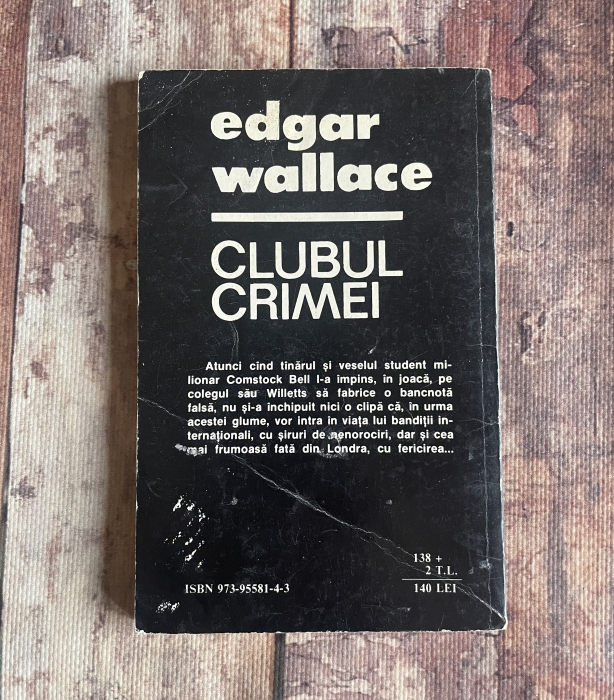 edgar
wallace
CLUBUL
CRIMEI
Atunci cînd tinărul și veselul student mi-
lionar Comstock Bell l-a împins, în joacă, pe
colegul său Willetts să fabrice o bancnotă
falsă, nu și-a închipuit nici o clipă că, în urma
acestei glume, vor intra în viața lui bandiții in-
ternaționali, cu șiruri de nenorociri, dar și cea
mai frumoasă fată din Londra, cu fericirea...
138 +
2 T.L.
ISBN 973-95581-4-3
140 LEI